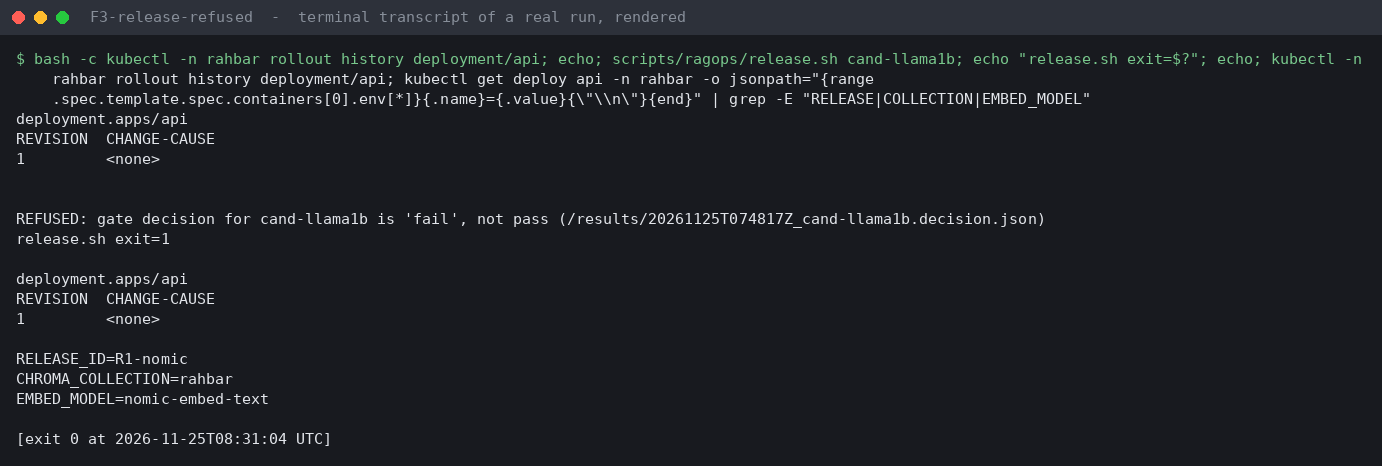 F3-release-refused  -  terminal transcript of a real run, rendered
$ bash -c kubectl -n rahbar rollout history deployment/api; echo; scripts/ragops/release.sh cand-llama1b; echo "release.sh exit=$?"; echo; kubectl -n
    rahbar rollout history deployment/api; kubectl get deploy api -n rahbar -o jsonpath="{range
    .spec.template.spec.containers[0].env[*]}{.name}={.value}{\"\\n\"}{end}" | grep -E "RELEASE|COLLECTION|EMBED_MODEL"
deployment.apps/api
REVISION  CHANGE-CAUSE
1         <none>
REFUSED: gate decision for cand-llama1b is 'fail', not pass (/results/20261125T074817Z_cand-llama1b.decision.json)
release.sh exit=1
deployment.apps/api
REVISION  CHANGE-CAUSE
1         <none>
RELEASE_ID=R1-nomic
CHROMA_COLLECTION=rahbar
EMBED_MODEL=nomic-embed-text
[exit 0 at 2026-11-25T08:31:04 UTC]